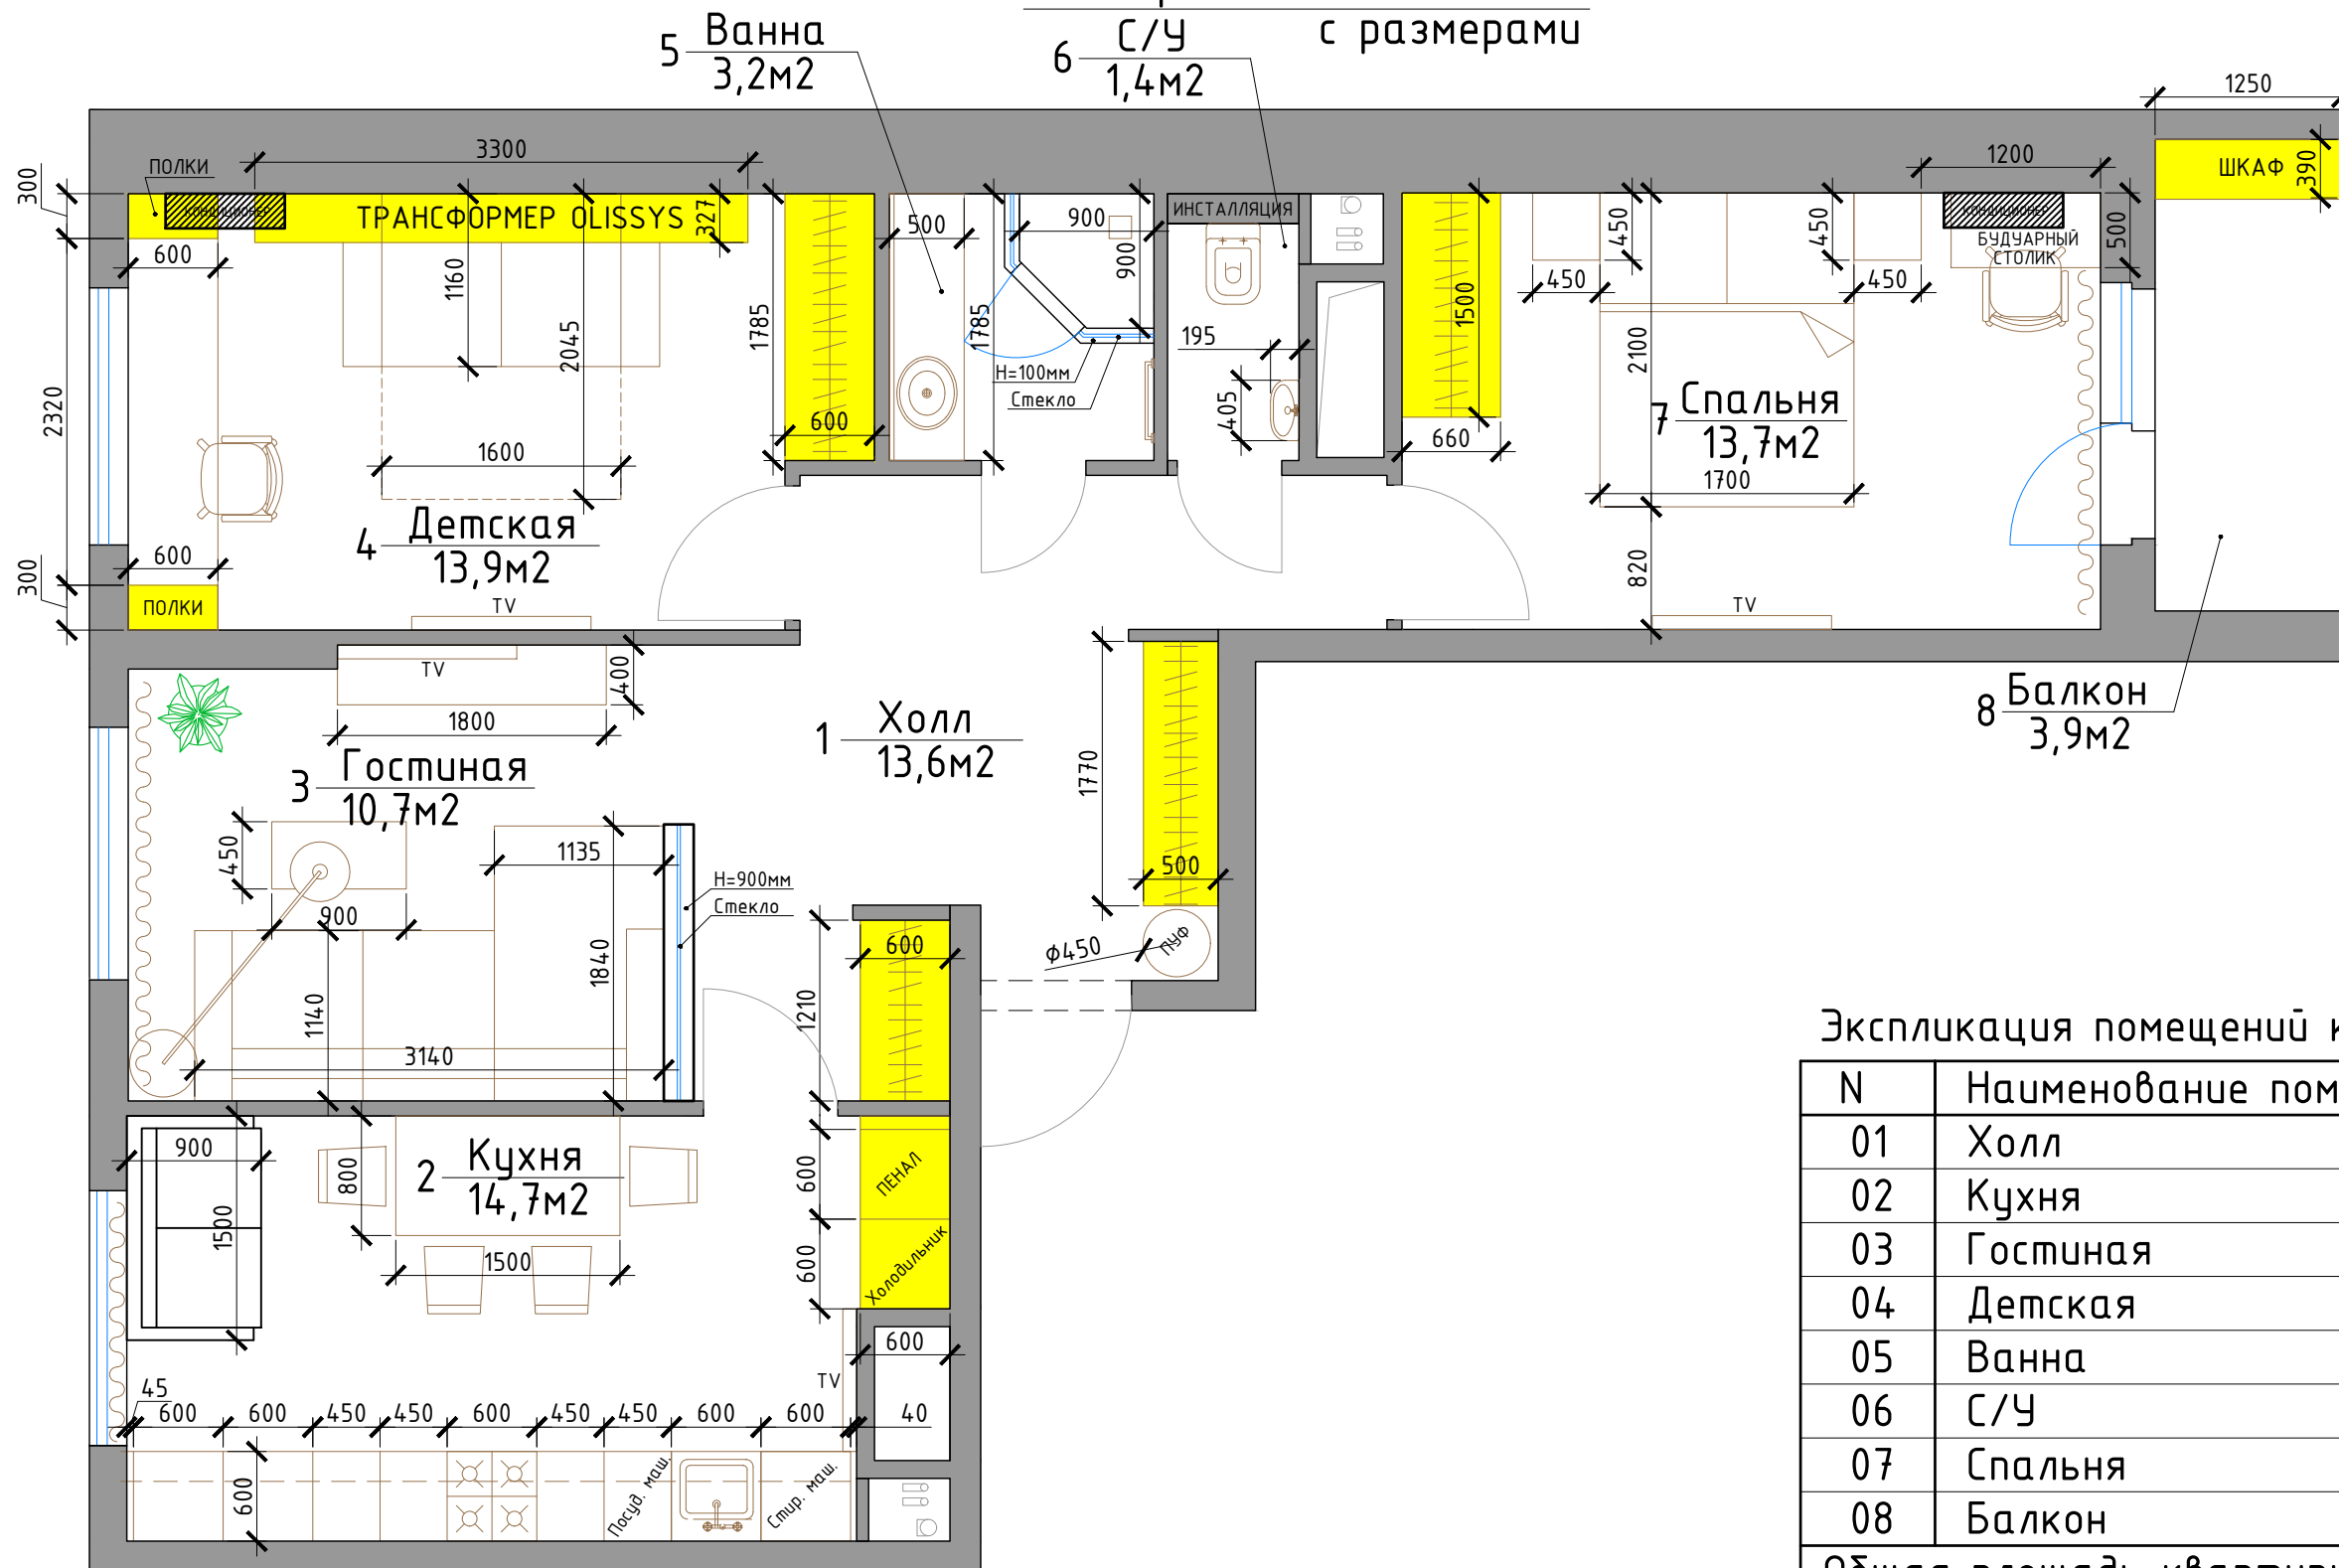 с размерами
5 Ванна
3,2м2
6 С/У
1,4м2
1250
ПОЛКИ
3300
1200
ШКАФ
390
300
КОНДИЦИОНЕР
ТРАНСФОРМЕР OLISSYS
327
500
900
ИНСТАЛЛЯЦИЯ
450
450
КОНДИЦИОНЕР
500
БУДУАРНЫЙ
СТОЛИК
600
1160
900
450
450
2045
1785
1785
195
1500
2100
H=100мм
Стекло
2320
405
7 Спальня
13,7м2
600
660
1600
1700
4 Детская
13,9м2
600
300
820
ПОЛКИ
TV
TV
TV
400
1800
1 Холл
13,6м2
8 Балкон
3,9м2
3 Гостиная
10,7м2
1770
450
1135
H=900мм
Стекло
500
900
600
ф450
ПУФ
1840
1140
1210
3140
Экспликация помещений
N Наименование
01 Холл
02 Кухня
03 Гостиная
04 Детская
05 Ванна
06 С/У
07 Спальня
08 Балкон
Общая площадь
900
800
2 Кухня
14,7м2
600
ПЕНАЛ
1500
1500
600
Холодильник
600
TV
45
600 600 450 450 600 450 450 600 600 40
600
Посуд. маш.
Стир. маш.